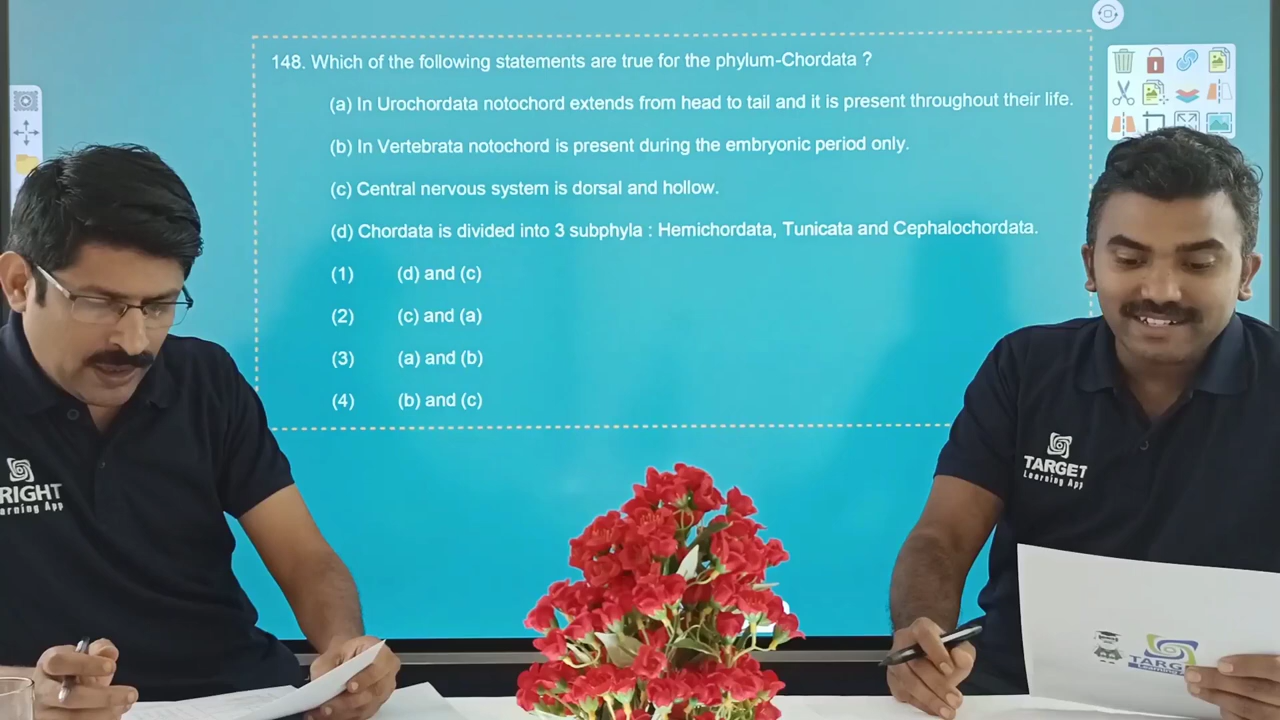 148. Which of the following statements are true for the phylum-Chordata ?
(a) In Urochordata notochord extends from head to tail and it is present throughout their life.
(b) In Vertebrata notochord is present during the embryonic period only.
(c) Central nervous system is dorsal and hollow.
(d) Chordata is divided into 3 subphyla : Hemichordata, Tunicata and Cephalochordata.
(1) (d) and (c)
(2) (c) and (a)
(3) (a) and (b)
(4) (b) and (c)
RIGHT
arning App
TARGET
Learning App